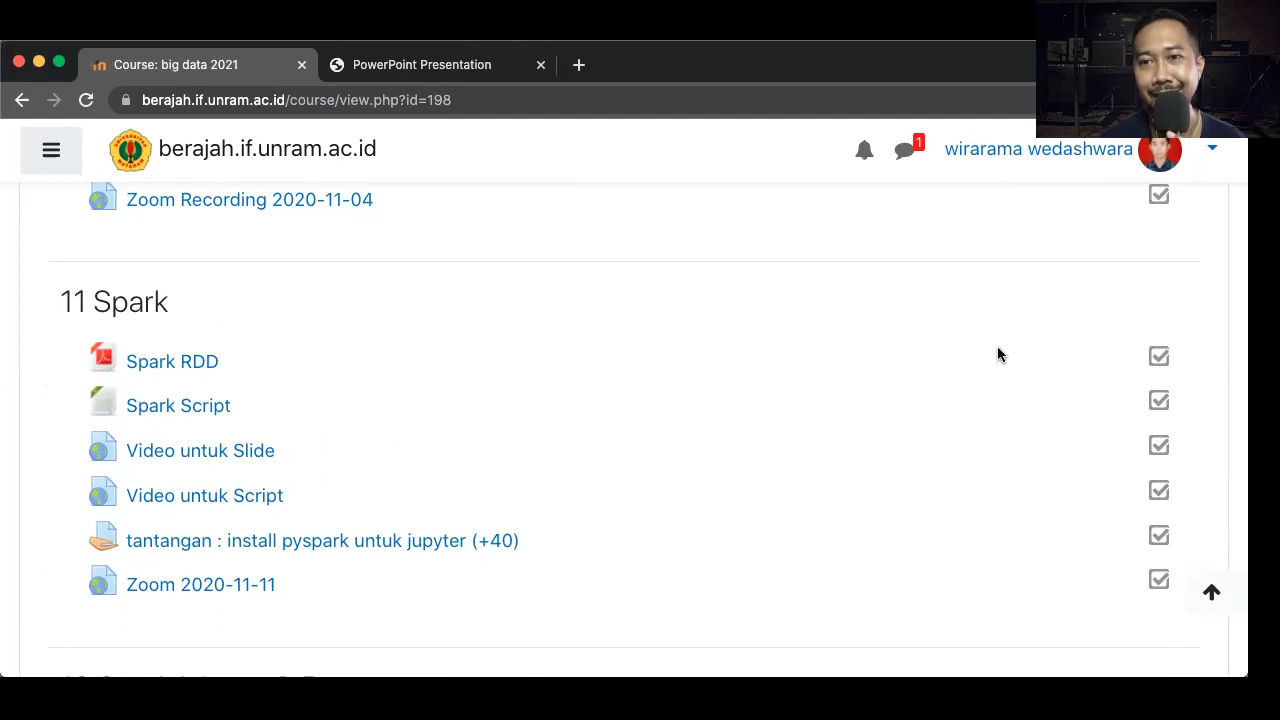 Course: big data 2021
PowerPoint Presentation
berajah.if.unram.ac.id/course/view.php?id=198
berajah.if.unram.ac.id
1
wirarama wedashwara
Zoom Recording 2020-11-04
11 Spark
Spark RDD
Spark Script
Video untuk Slide
Video untuk Script
tantangan : install pyspark untuk jupyter (+40)
Zoom 2020-11-11